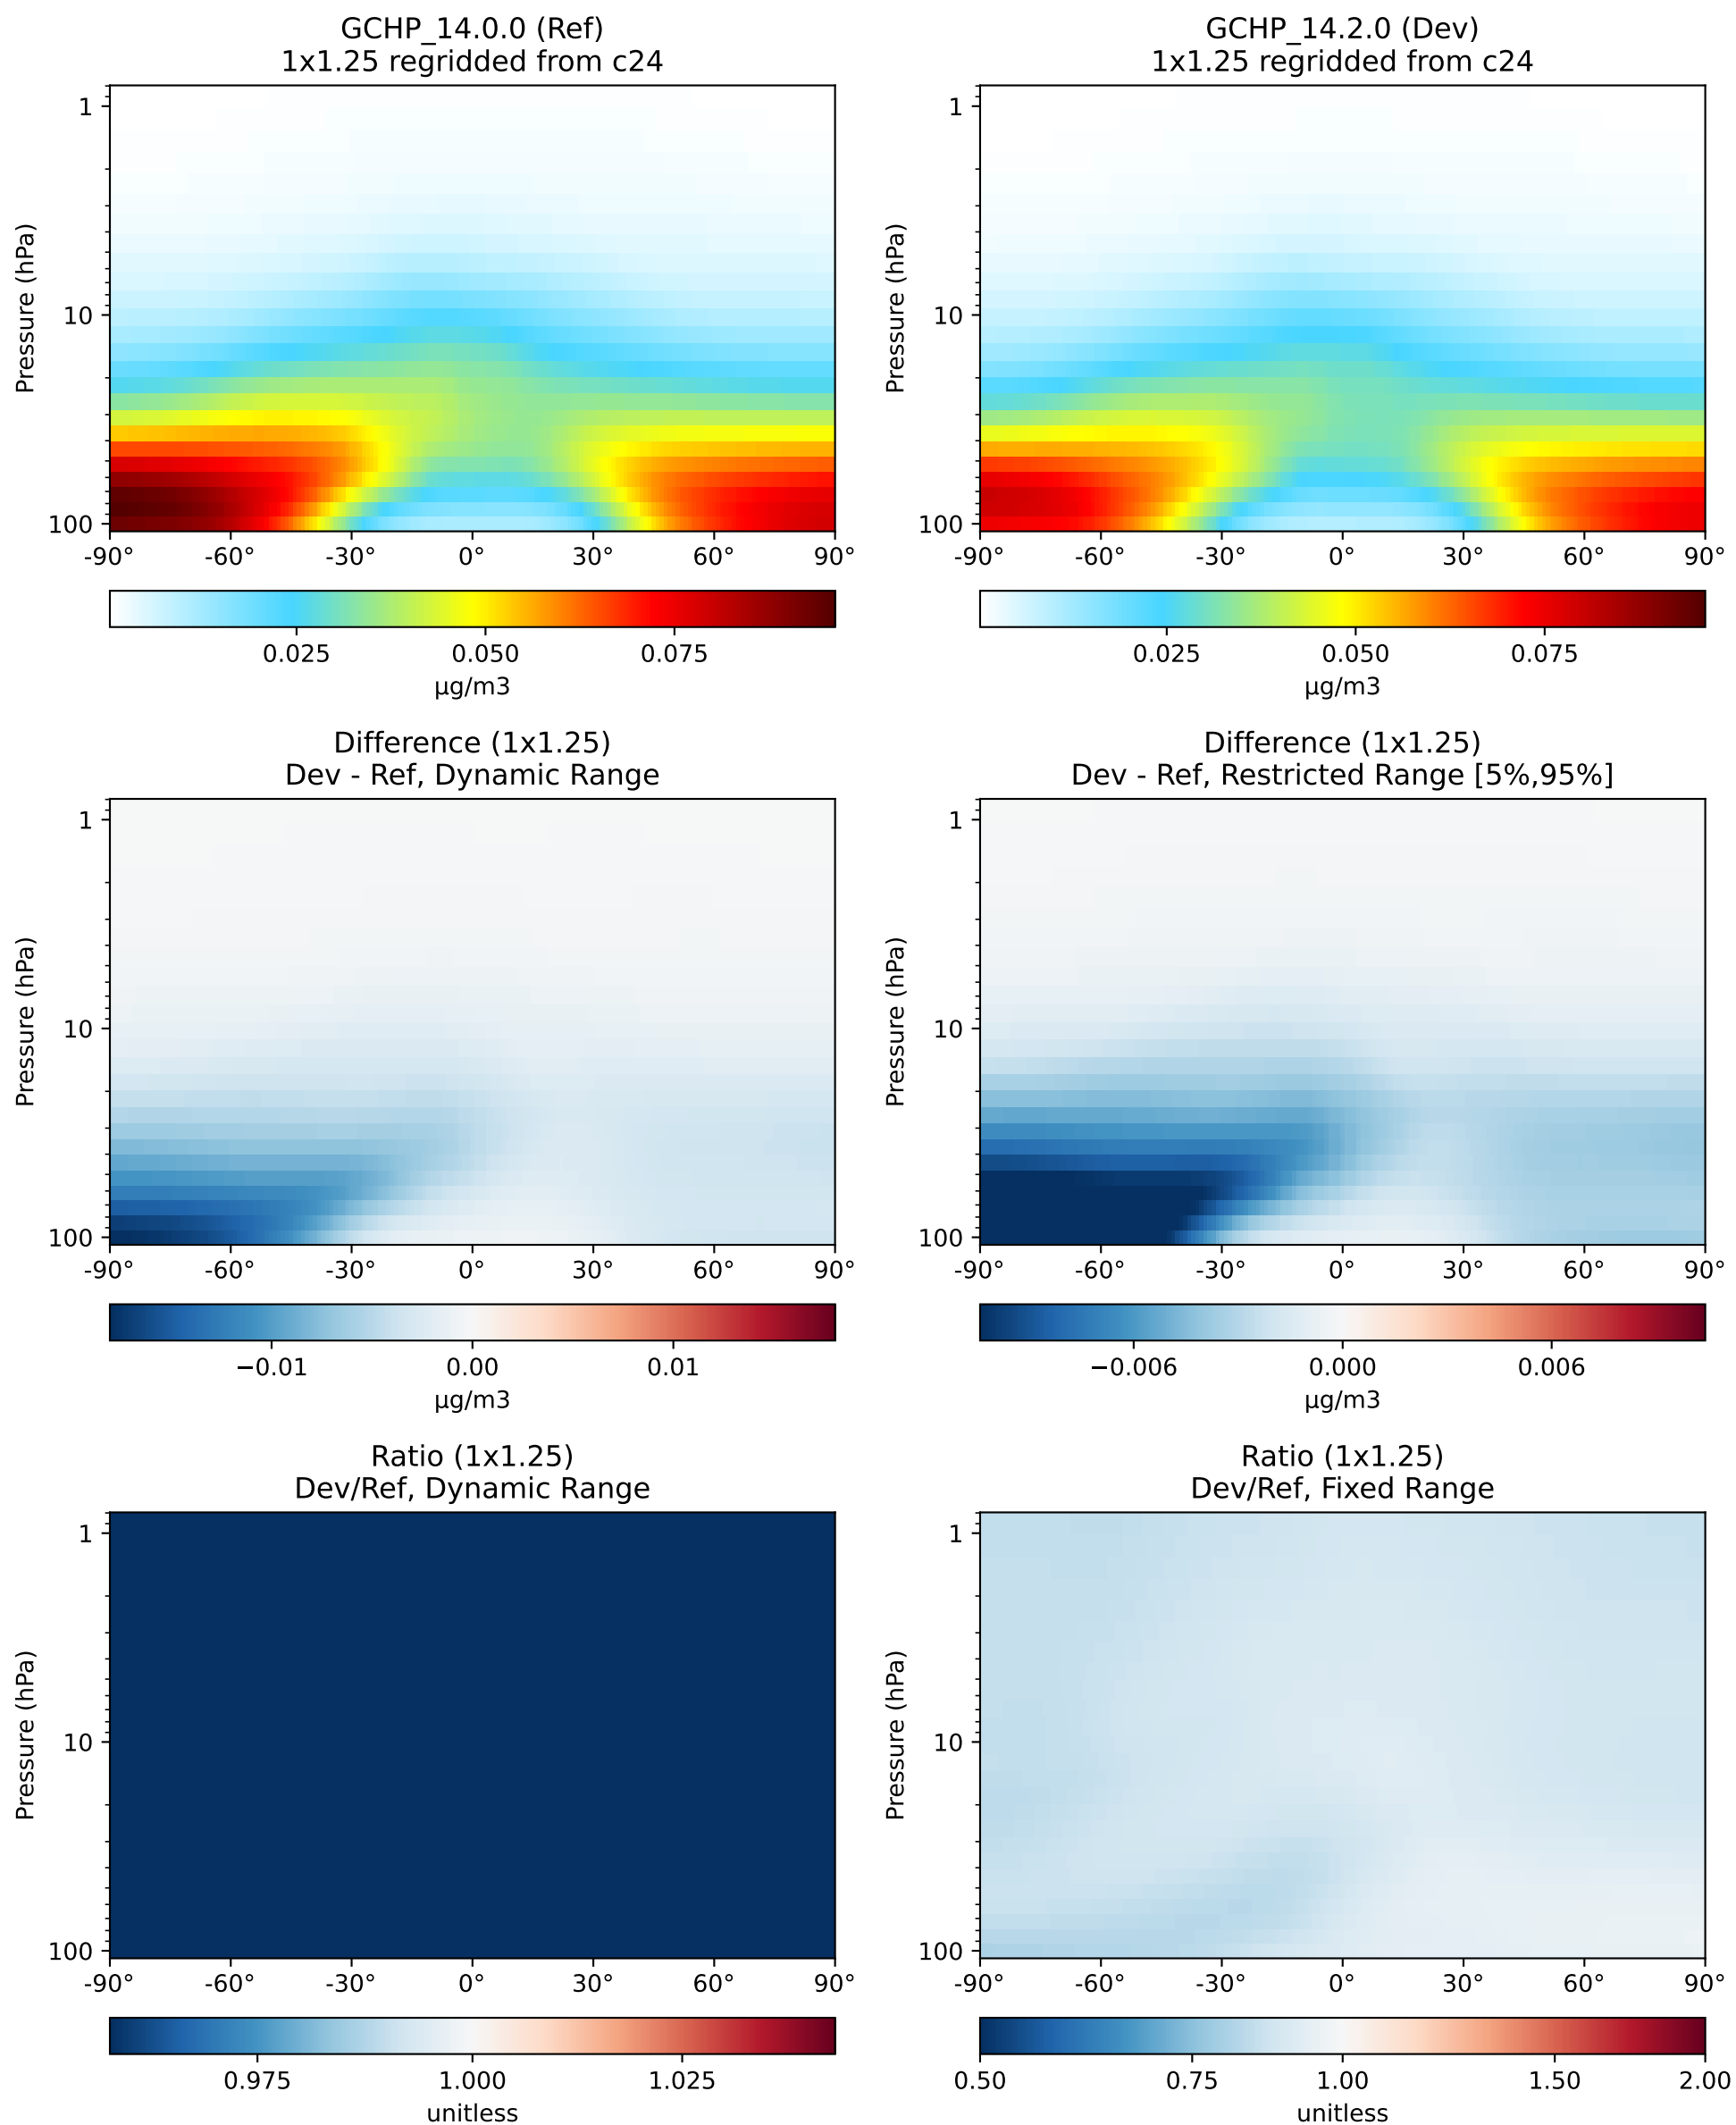 GCHP_14.0.0 (Ref)
1x1.25 regridded from c24
GCHP_14.2.0 (Dev)
1x1.25 regridded from c24
Pressure (hPa)
1
10
100
-90° -60° -30° 0° 30° 60° 90°
Pressure (hPa)
1
10
100
-90° -60° -30° 0° 30° 60° 90°
0.025 0.050 0.075
µg/m3
0.025 0.050 0.075
µg/m3
Difference (1x1.25)
Dev - Ref, Dynamic Range
Difference (1x1.25)
Dev - Ref, Restricted Range [5%,95%]
Pressure (hPa)
1
10
100
-90° -60° -30° 0° 30° 60° 90°
Pressure (hPa)
1
10
100
-90° -60° -30° 0° 30° 60° 90°
−0.01 0.00 0.01
µg/m3
−0.006 0.000 0.006
µg/m3
Ratio (1x1.25)
Dev/Ref, Dynamic Range
Ratio (1x1.25)
Dev/Ref, Fixed Range
Pressure (hPa)
1
10
100
-90° -60° -30° 0° 30° 60° 90°
Pressure (hPa)
1
10
100
-90° -60° -30° 0° 30° 60° 90°
0.975 1.000 1.025
unitless
0.50 0.75 1.00 1.50 2.00
unitless